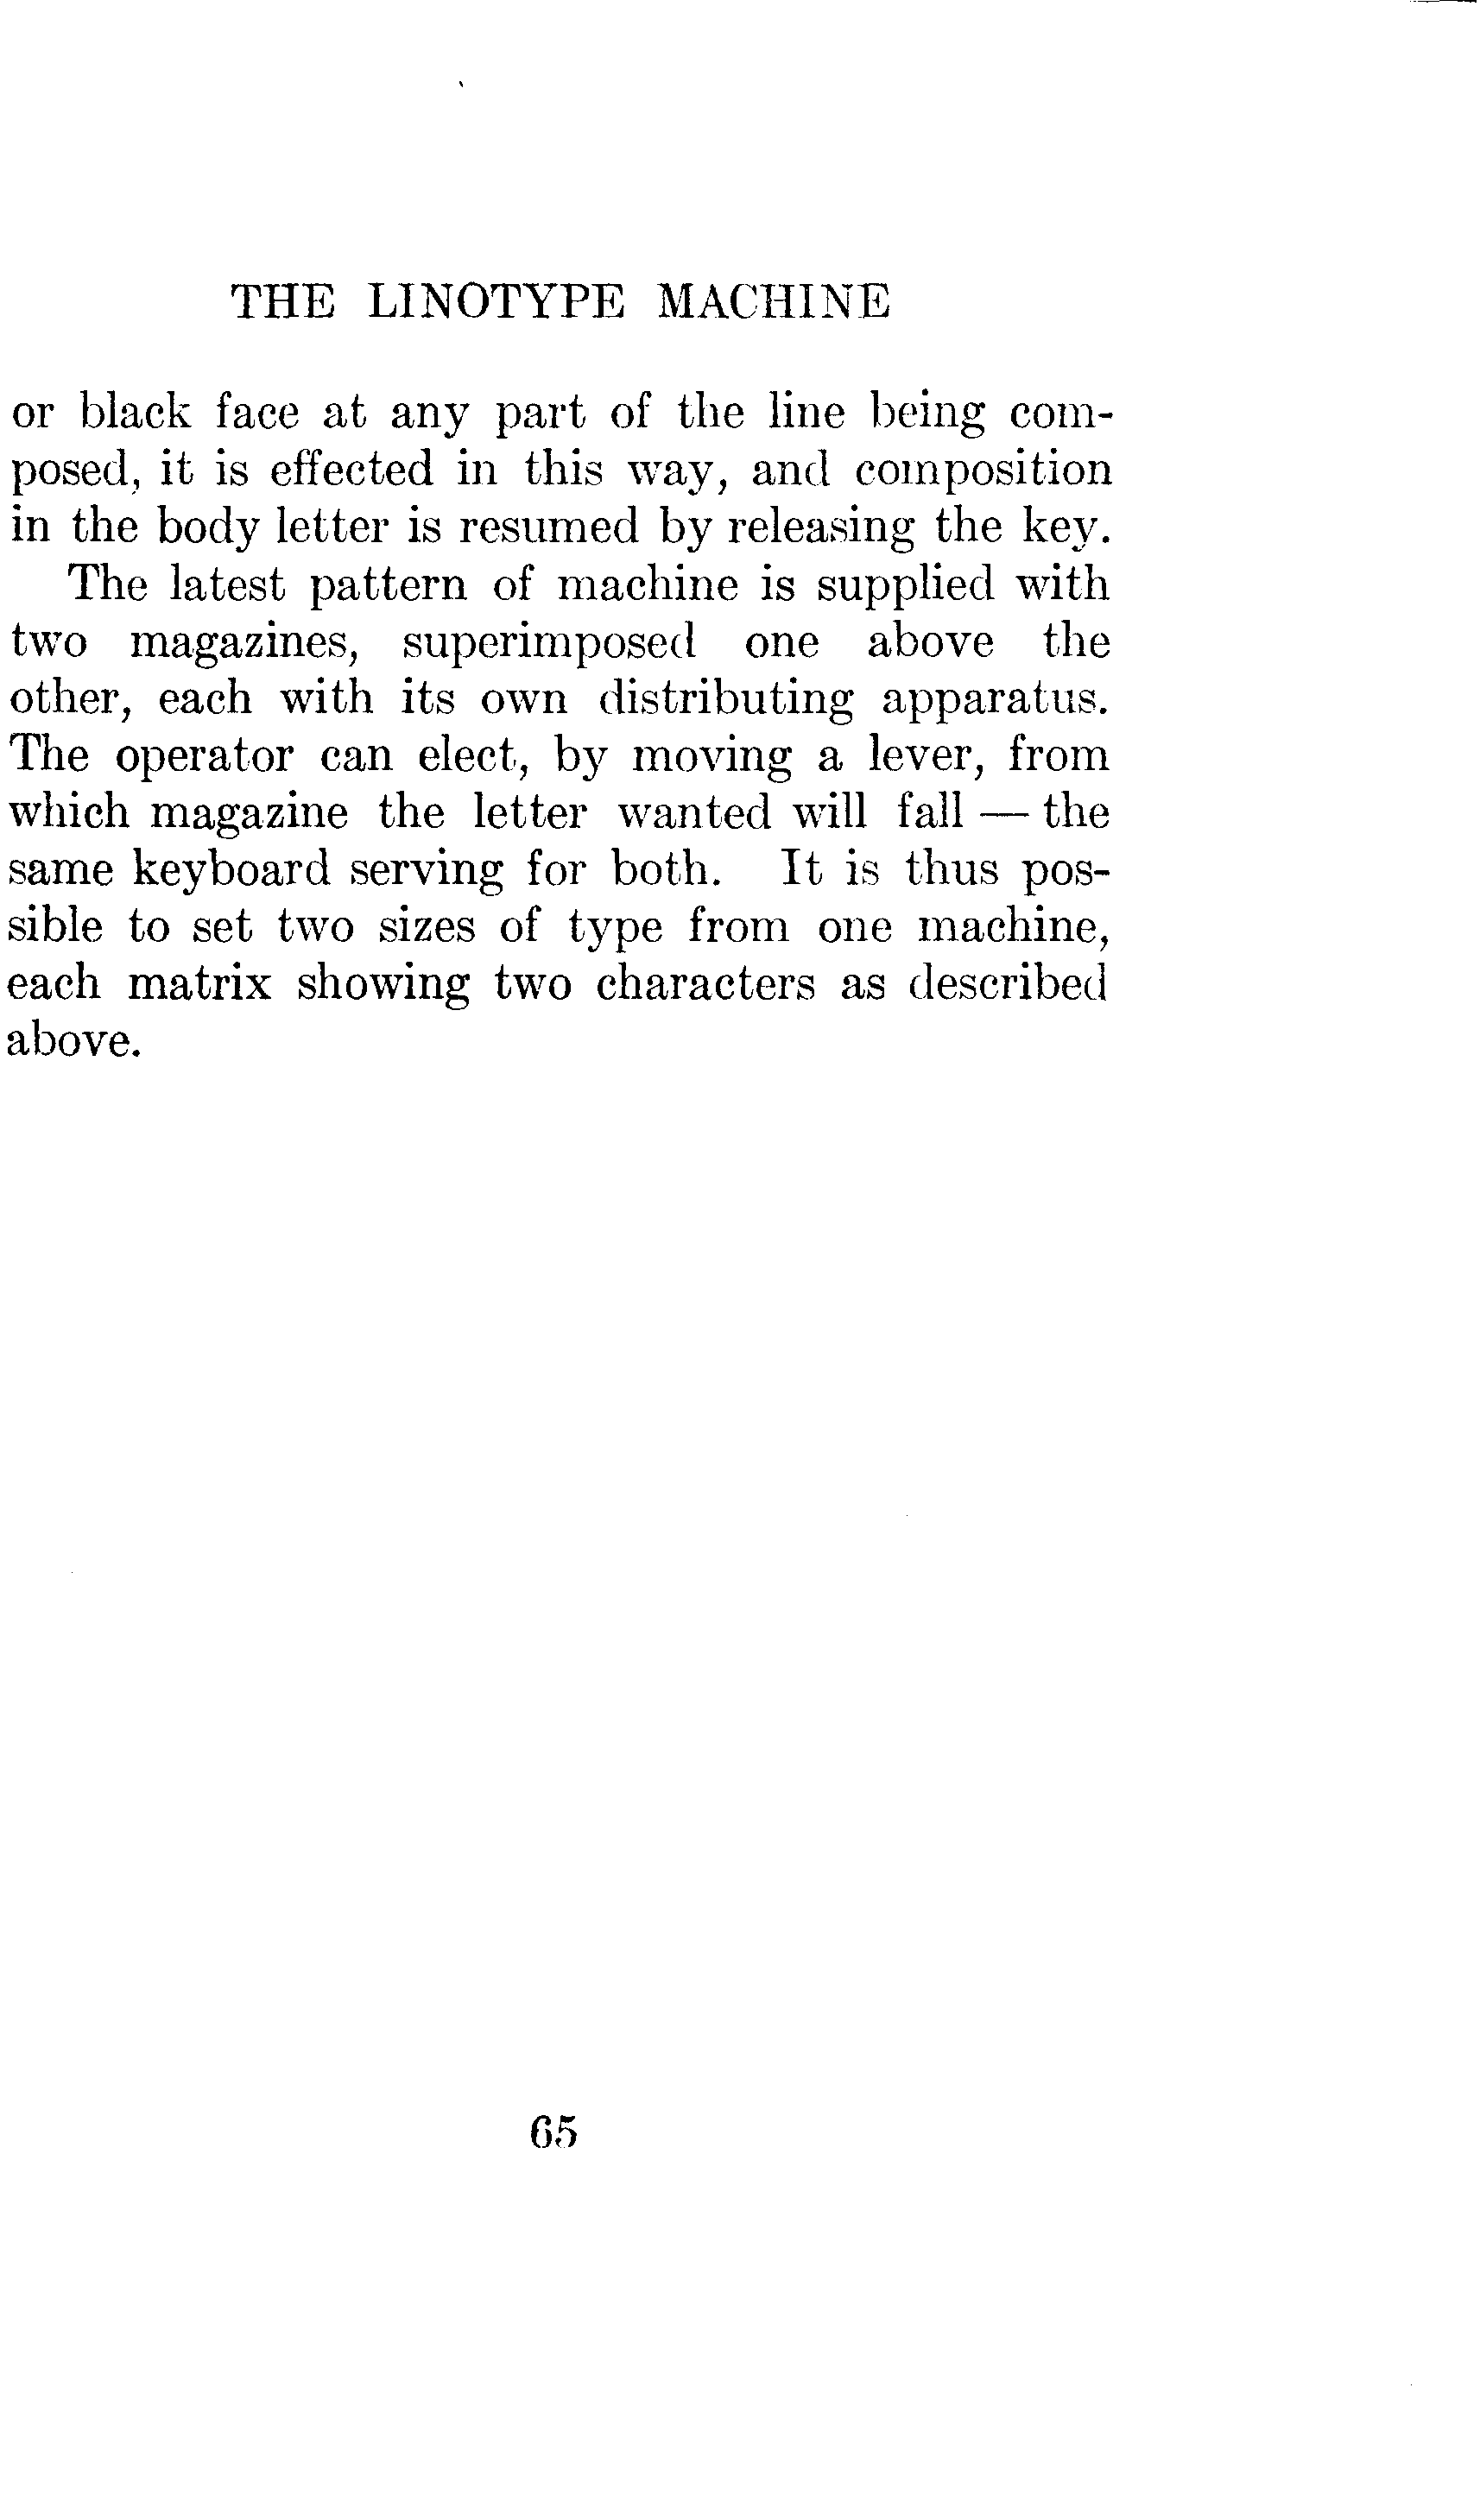 THE LINOTYPE MACHINE
or black face at any part of the line being com-
posed, it is effected in this way, and composition
in the body letter is resumed by releasing the key.
The latest pattern of machine is supplied with
two magazines, superimposed one above the
other, each with its own distributing apparatus.
The operator can elect, by moving a lever, from
which magazine the letter wanted will fall — the
same keyboard serving for both. It is thus pos-
sible to set two sizes of type from one machine,
each matrix showing two characters as described
above.
65